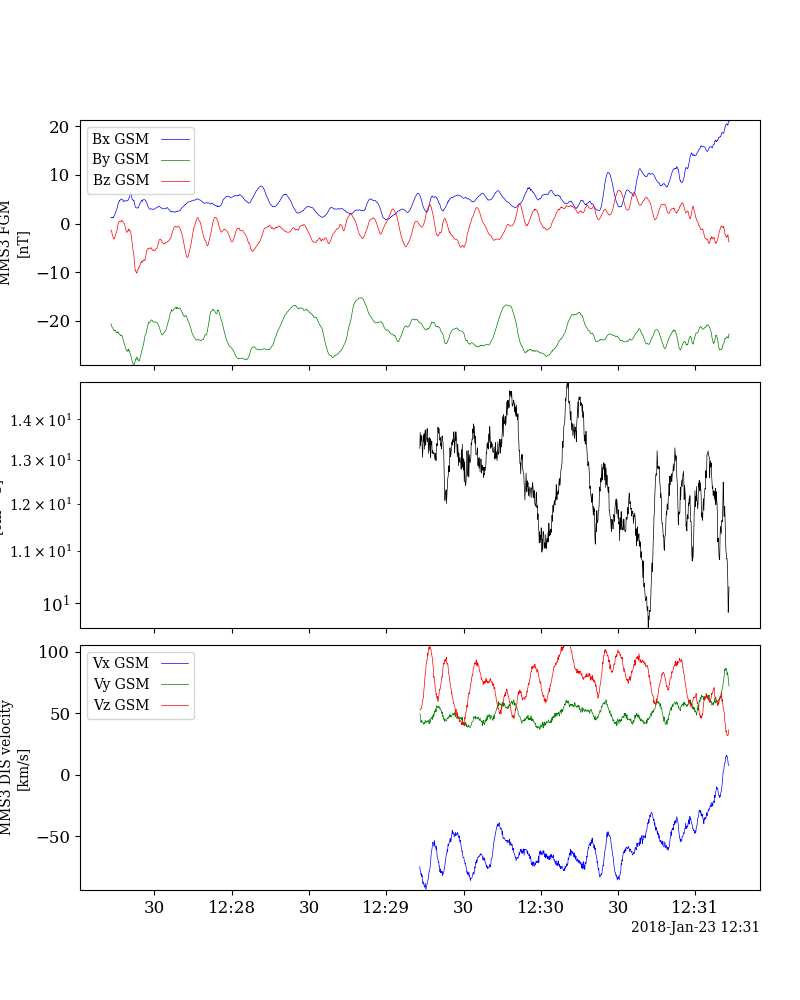 20
10
0
−10
−20
Bx GSM
By GSM
Bz GSM
MMS3 FGM
[nT]
1.4 × 10¹
1.3 × 10¹
1.2 × 10¹
1.1 × 10¹
10¹
100
50
0
−50
Vx GSM
Vy GSM
Vz GSM
MMS3 DIS velocity
[km/s]
30 12:28 30 12:29 30 12:30 30 12:31
2018-Jan-23 12:31